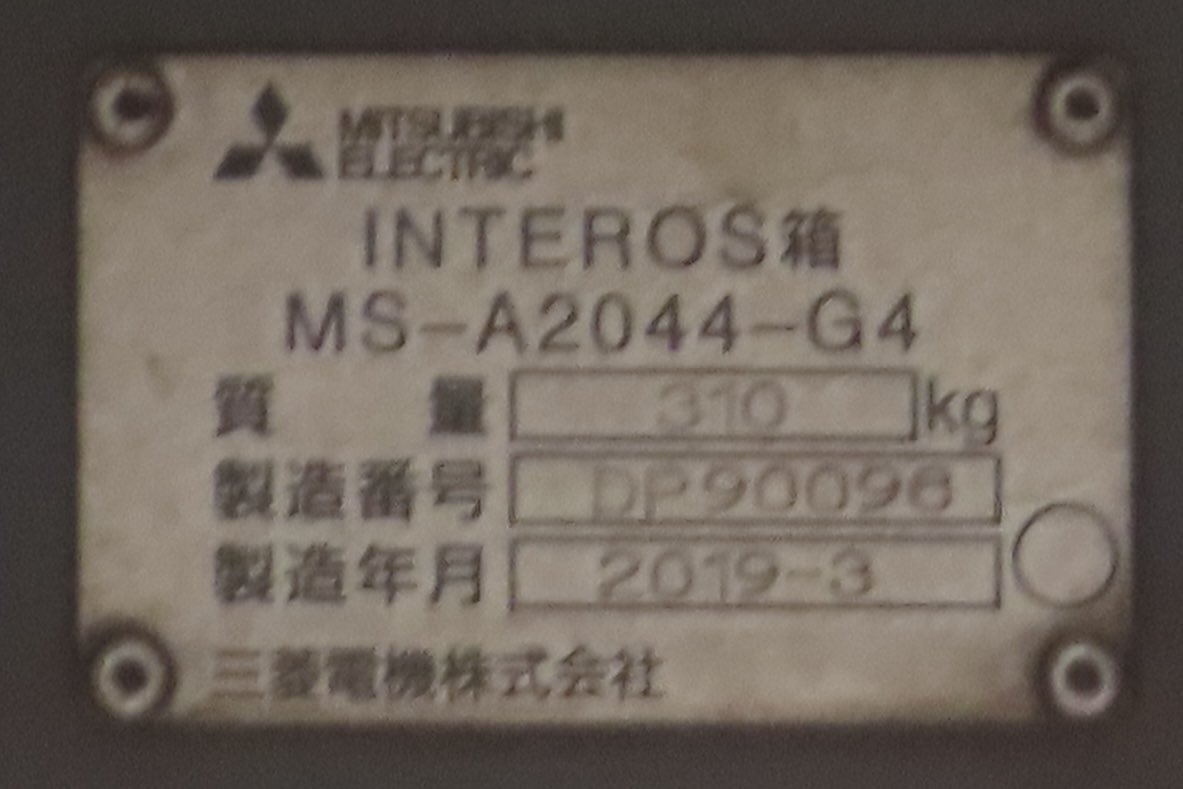 MITSUBISHI
ELECTRIC
INTEROS箱
MS-A2044-G4
質量 310 kg
製造番号 DP90098
製造年月 2019-3
三菱電機株式会社